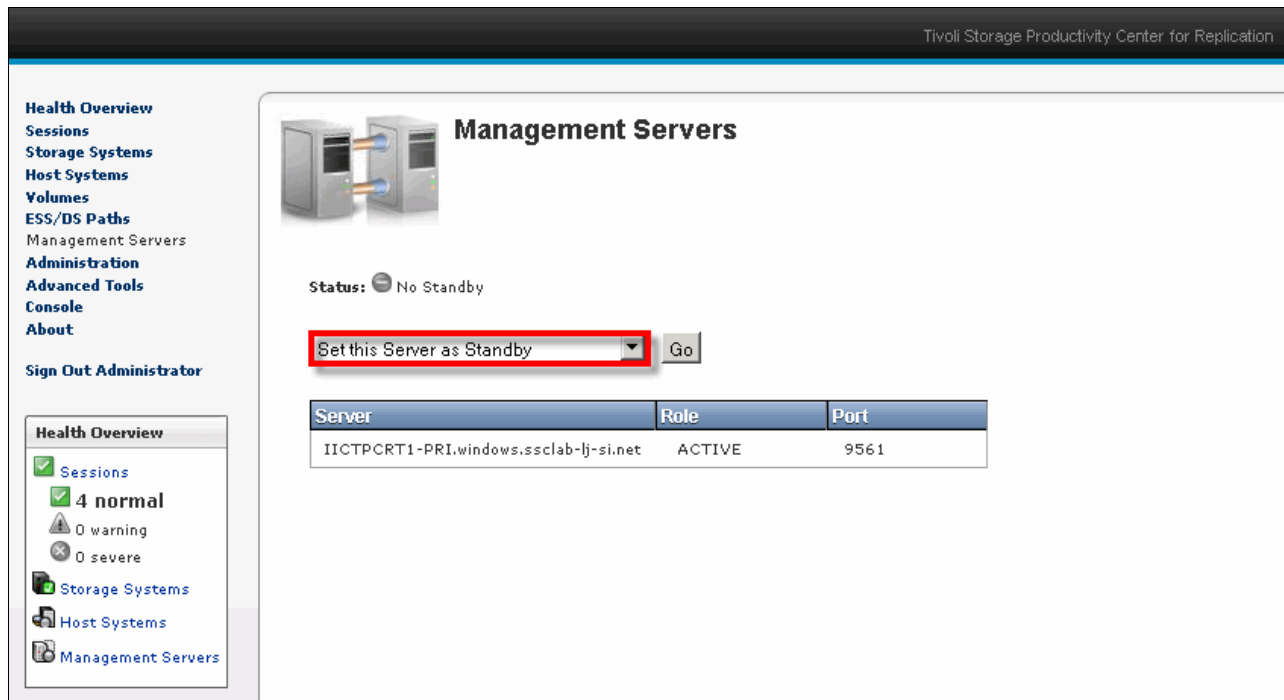 Tivoli Storage Productivity Center for Replication
Health Overview
Sessions
Storage Systems
Host Systems
Volumes
ESS/DS Paths
Management Servers
Administration
Advanced Tools
Console
About
Sign Out Administrator
Health Overview
Sessions
4 normal
0 warning
0 severe
Storage Systems
Host Systems
Management Servers
Management Servers
Status: No Standby
Set this Server as Standby
Go
Server Role Port
IICTPCRT1-PRI.windows.ssclab-lj-si.net ACTIVE 9561